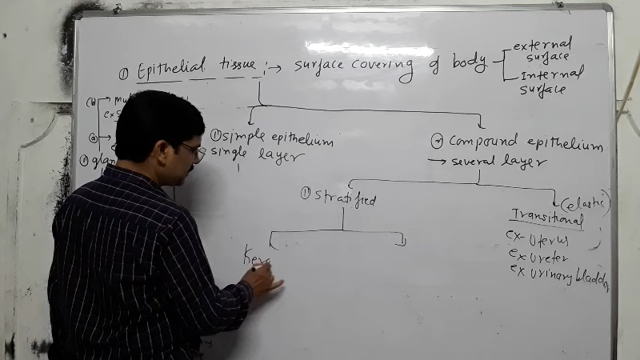 ① Epithelial tissue :→ surface covering of body
external surface
Internal surface
① simple epithelium
single layer
② compound epithelium
→ several layer
① stratified
(elastic)
Transitional
ex- Uterus
ex Ureter
ex Urinary bladder
Ker